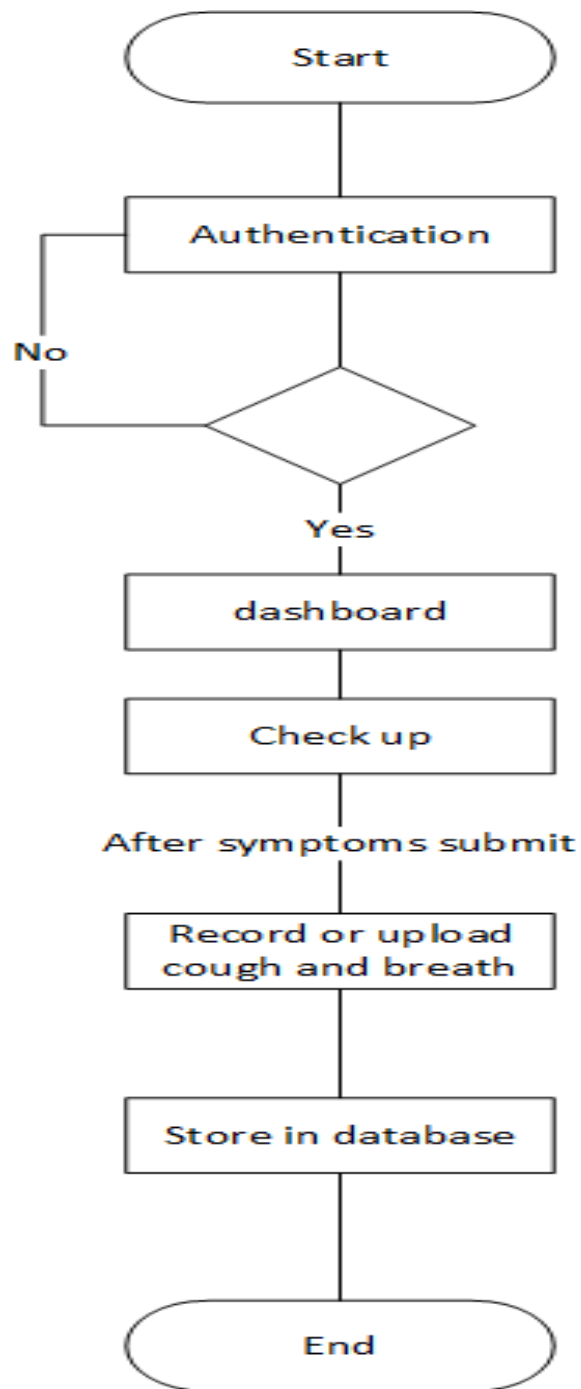 Start
Authentication
No
Yes
dashboard
Check up
After symptoms submit
Record or upload
cough and breath
Store in database
End